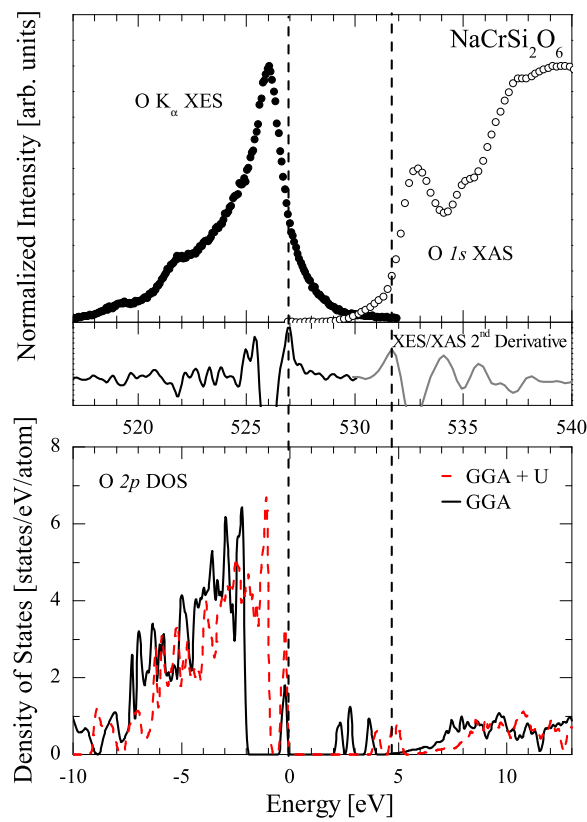 NaCrSi2O6
O Kα XES
O 1s XAS
Normalized Intensity [arb. units]
XES/XAS 2nd Derivative
520 525 530 535 540
8
6
4
2
0
O 2p DOS
GGA + U
GGA
Density of States [states/eV/atom]
-10 -5 0 5 10
Energy [eV]